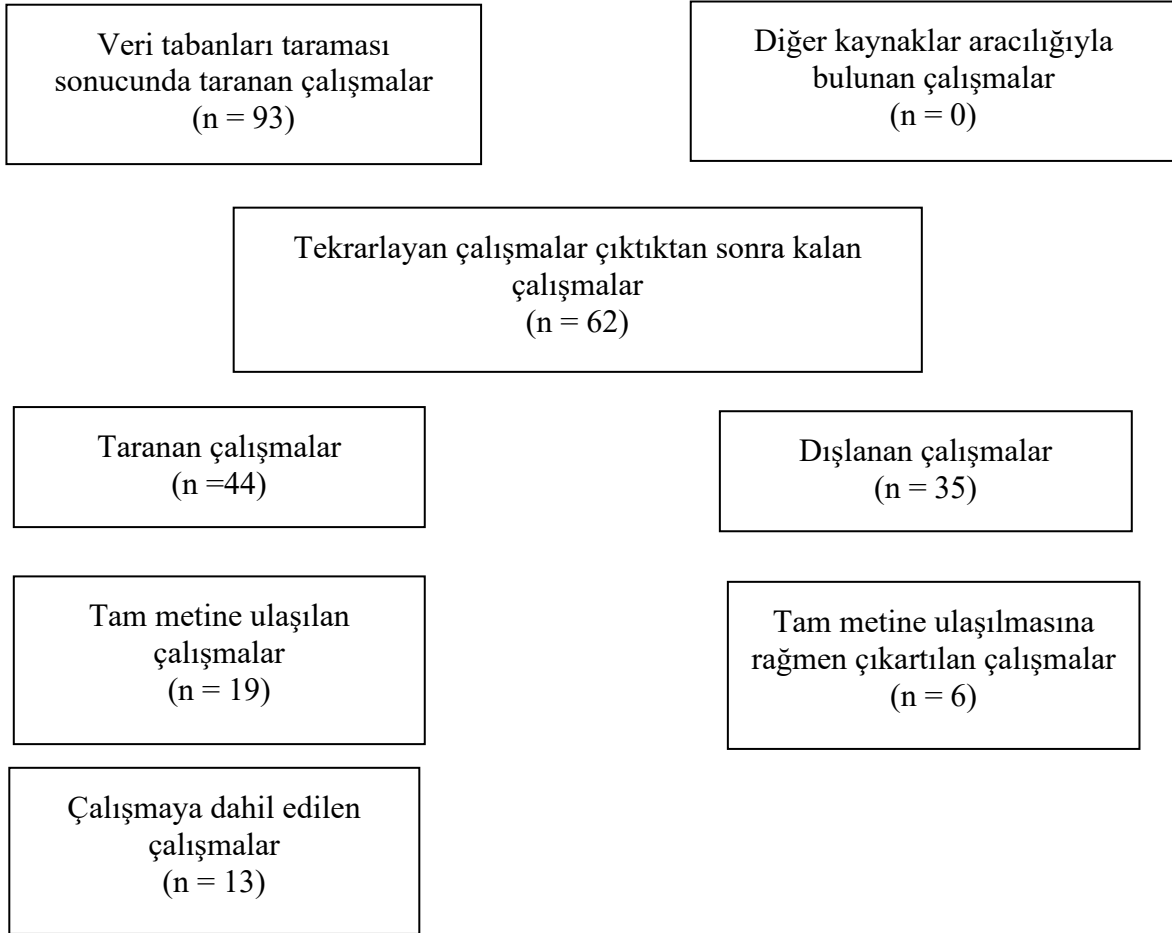 Veri tabanları taraması
sonucunda taranan çalışmalar
(n = 93)
Diğer kaynaklar aracılığıyla
bulunan çalışmalar
(n = 0)
Tekrarlayan çalışmalar çıktıktan sonra kalan
çalışmalar
(n = 62)
Taranan çalışmalar
(n =44)
Dışlanan çalışmalar
(n = 35)
Tam metine ulaşılan
çalışmalar
(n = 19)
Tam metine ulaşılmasına
rağmen çıkartılan çalışmalar
(n = 6)
Çalışmaya dahil edilen
çalışmalar
(n = 13)